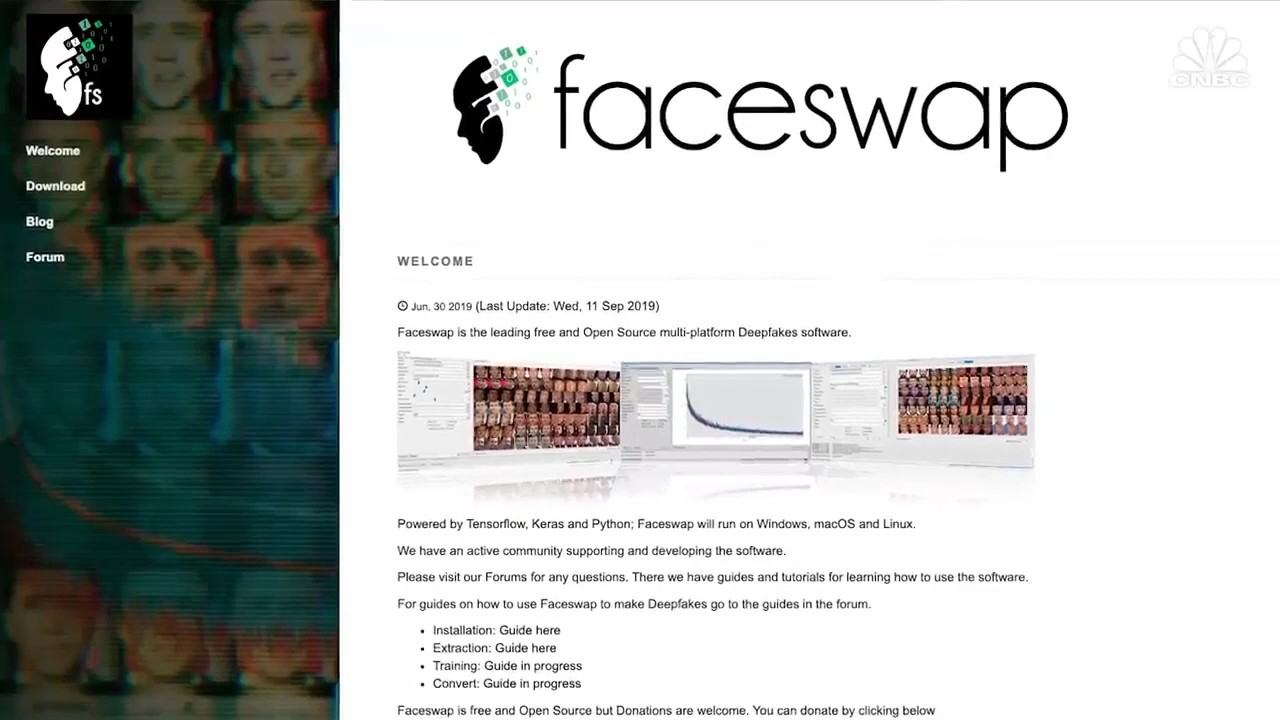 fs
Welcome
Download
Blog
Forum
faceswap
CNBC
WELCOME
Jun, 30 2019 (Last Update: Wed, 11 Sep 2019)
Faceswap is the leading free and Open Source multi-platform Deepfakes software.
Powered by Tensorflow, Keras and Python; Faceswap will run on Windows, macOS and Linux.
We have an active community supporting and developing the software.
Please visit our Forums for any questions. There we have guides and tutorials for learning how to use the software.
For guides on how to use Faceswap to make Deepfakes go to the guides in the forum.
• Installation: Guide here
• Extraction: Guide here
• Training: Guide in progress
• Convert: Guide in progress
Faceswap is free and Open Source but Donations are welcome. You can donate by clicking below